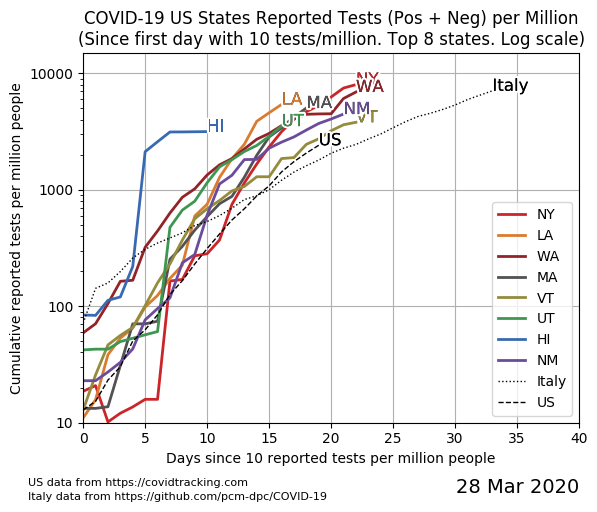 COVID-19 US States Reported Tests (Pos + Neg) per Million
(Since first day with 10 tests/million. Top 8 states. Log scale)
Cumulative reported tests per million people
10000
1000
100
10
NY
WA
Italy
LA
MA
NM
VT
UT
HI
US
NY
LA
WA
MA
VT
UT
HI
NM
Italy
US
0
5
10
15
20
25
30
35
40
Days since 10 reported tests per million people
US data from https://covidtracking.com
Italy data from https://github.com/pcm-dpc/COVID-19
28 Mar 2020